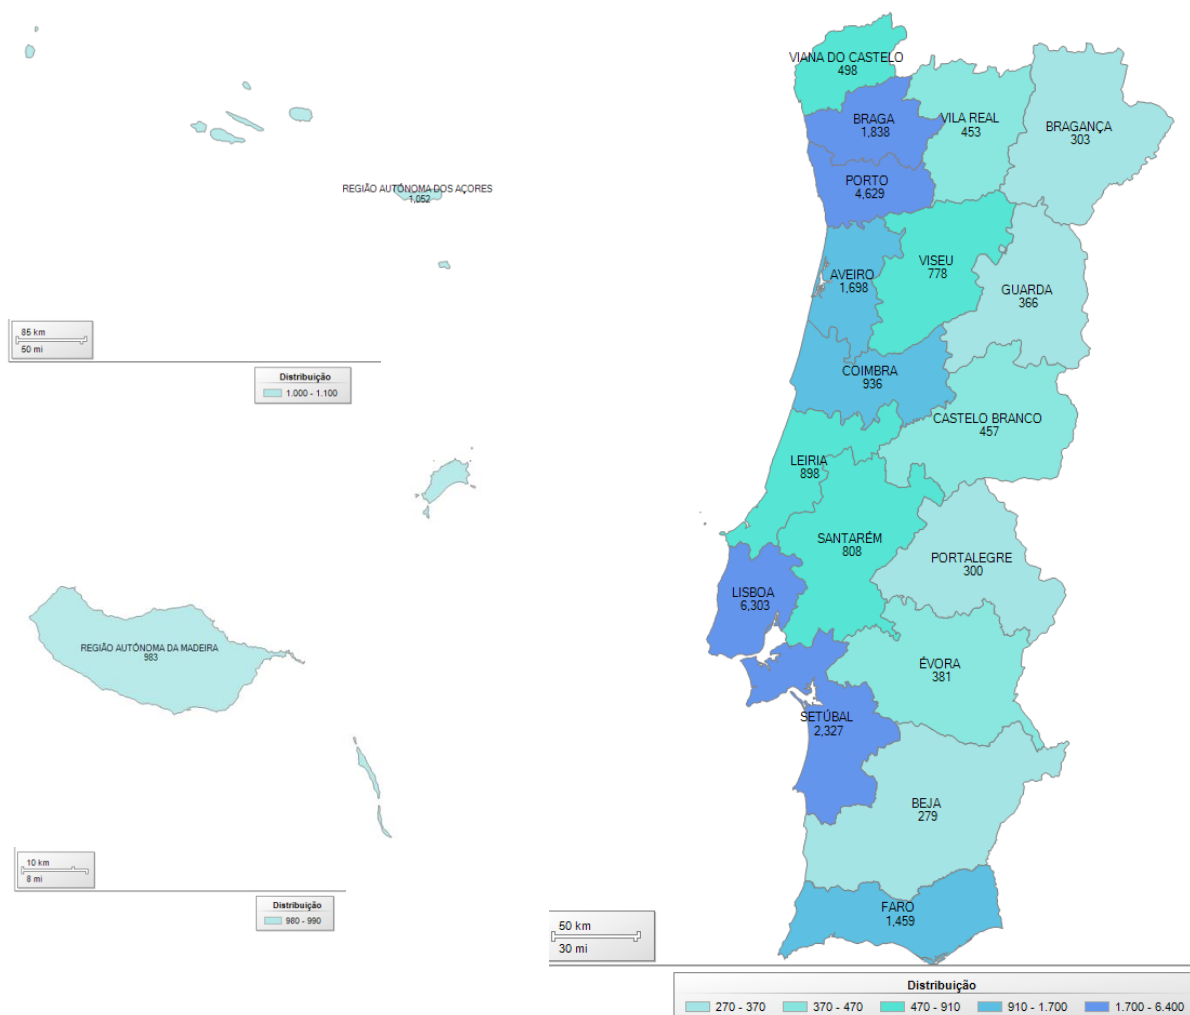 REGIÃO AUTÓNOMA DOS AÇORES
1,052
85 km
50 mi
Distribuição
1.000 - 1.100
REGIÃO AUTÓNOMA DA MADEIRA
983
10 km
8 mi
Distribuição
980 - 990
VIANA DO CASTELO
498
BRAGA
1,838
VILA REAL
453
BRAGANÇA
303
PORTO
4,629
AVEIRO
1,698
VISEU
778
GUARDA
366
COIMBRA
936
CASTELO BRANCO
457
LEIRIA
898
SANTARÉM
808
PORTALEGRE
300
LISBOA
6,303
ÉVORA
381
SETÚBAL
2,327
BEJA
279
FARO
1,459
50 km
30 mi
Distribuição
270 - 370
370 - 470
470 - 910
910 - 1.700
1.700 - 6.400